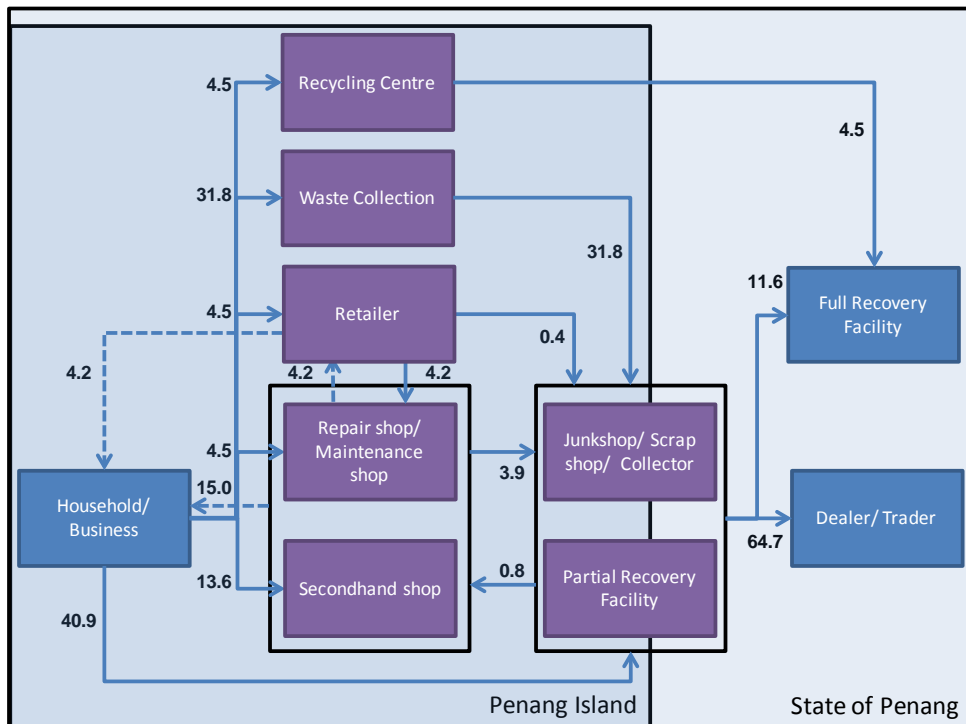 Recycling Centre
4.5
4.5
Waste Collection
31.8
31.8
11.6
Full Recovery
Facility
Retailer
4.5
0.4
4.2
4.2
4.2
Repair shop/
Maintenance
shop
4.5
Junkshop/ Scrap
shop/ Collector
3.9
15.0
Household/
Business
Dealer/ Trader
64.7
13.6
Secondhand shop
0.8
Partial Recovery
Facility
40.9
Penang Island
State of Penang